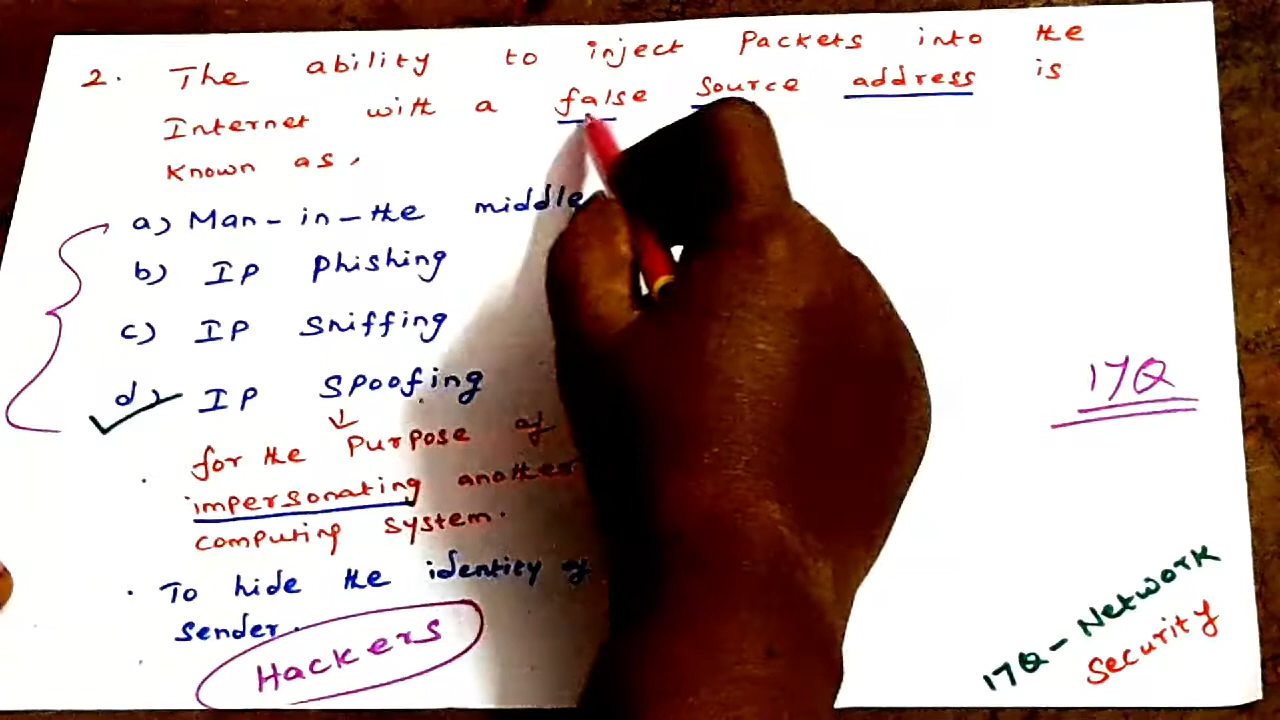 2. The ability to inject Packets into the
Internet with a false source address is
known as,
a) Man-in-the middle
b) IP Phishing
c) IP Sniffing
d) IP Spoofing
↓
for the Purpose of
impersonating another
computing system.
. To hide the identity of
sender.
Hackers
17Q
17Q - Network
Security